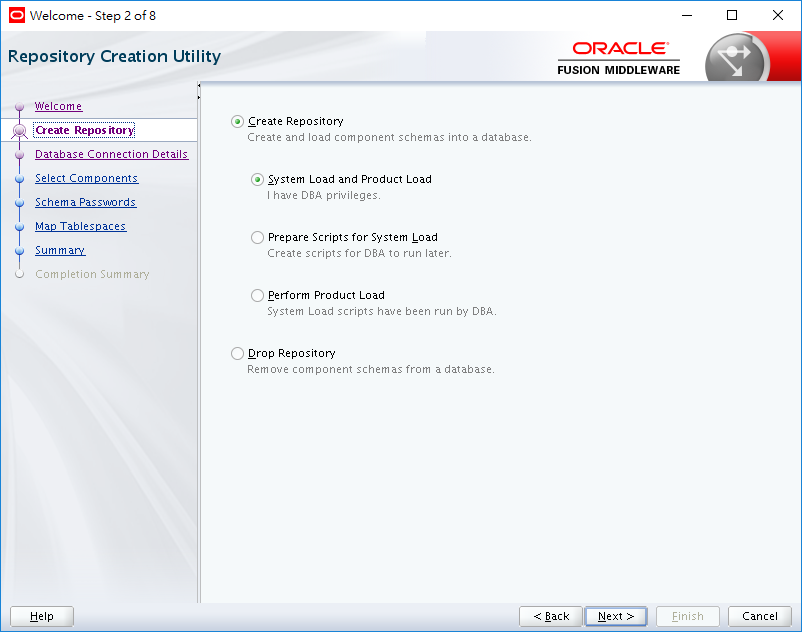 Welcome - Step 2 of 8
Repository Creation Utility
ORACLE®
FUSION MIDDLEWARE
Welcome
Create Repository
Database Connection Details
Select Components
Schema Passwords
Map Tablespaces
Summary
Completion Summary
Create Repository
Create and load component schemas into a database.
System Load and Product Load
I have DBA privileges.
Prepare Scripts for System Load
Create scripts for DBA to run later.
Perform Product Load
System Load scripts have been run by DBA.
Drop Repository
Remove component schemas from a database.
Help
< Back
Next >
Finish
Cancel